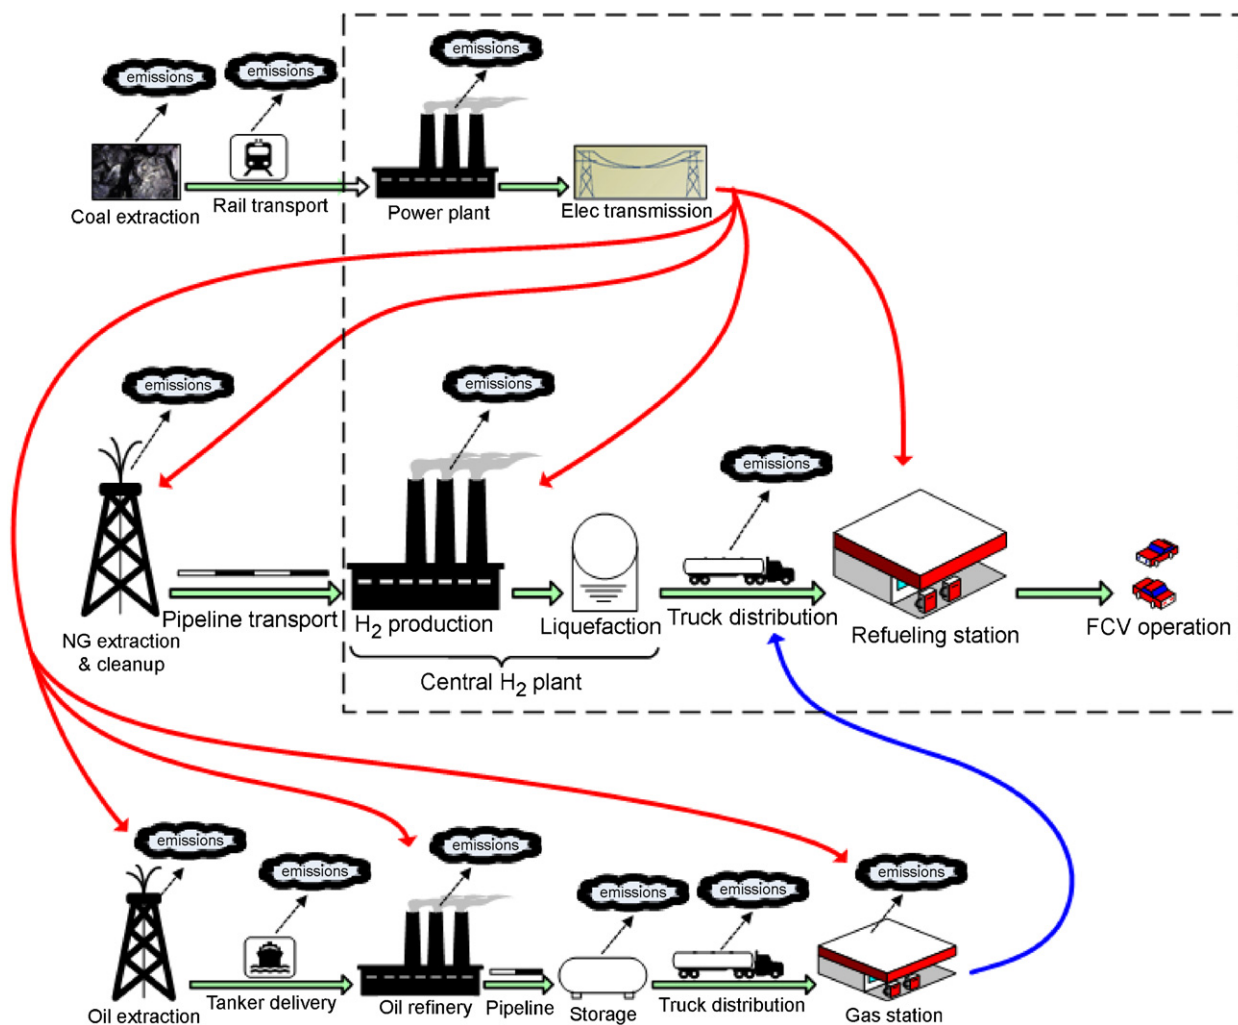 emissions
emissions
emissions
Coal extraction
Rail transport
Power plant
Elec transmission
emissions
emissions
emissions
NG extraction
& cleanup
Pipeline transport
H2 production
Liquefaction
Truck distribution
Refueling station
FCV operation
Central H2 plant
emissions
emissions
emissions
emissions
emissions
emissions
Oil extraction
Tanker delivery
Oil refinery
Pipeline
Storage
Truck distribution
Gas station